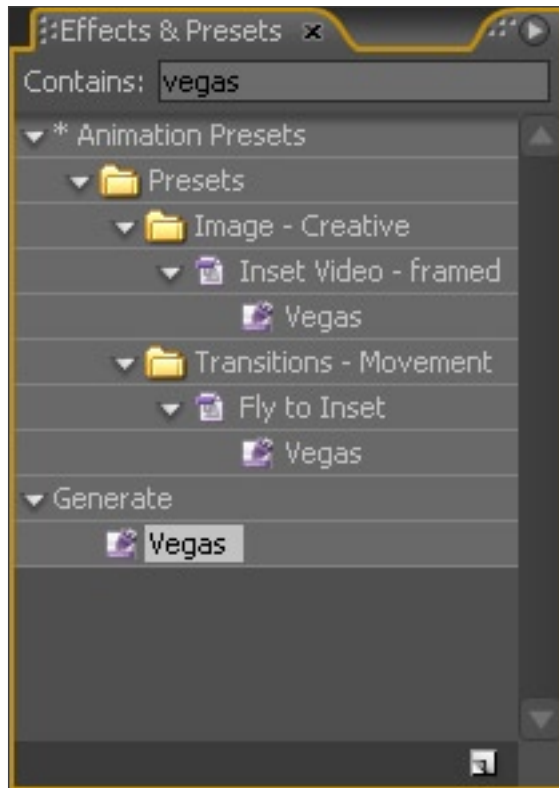 Effects & Presets
Contains: vegas
* Animation Presets
Presets
Image - Creative
Inset Video - framed
Vegas
Transitions - Movement
Fly to Inset
Vegas
Generate
Vegas